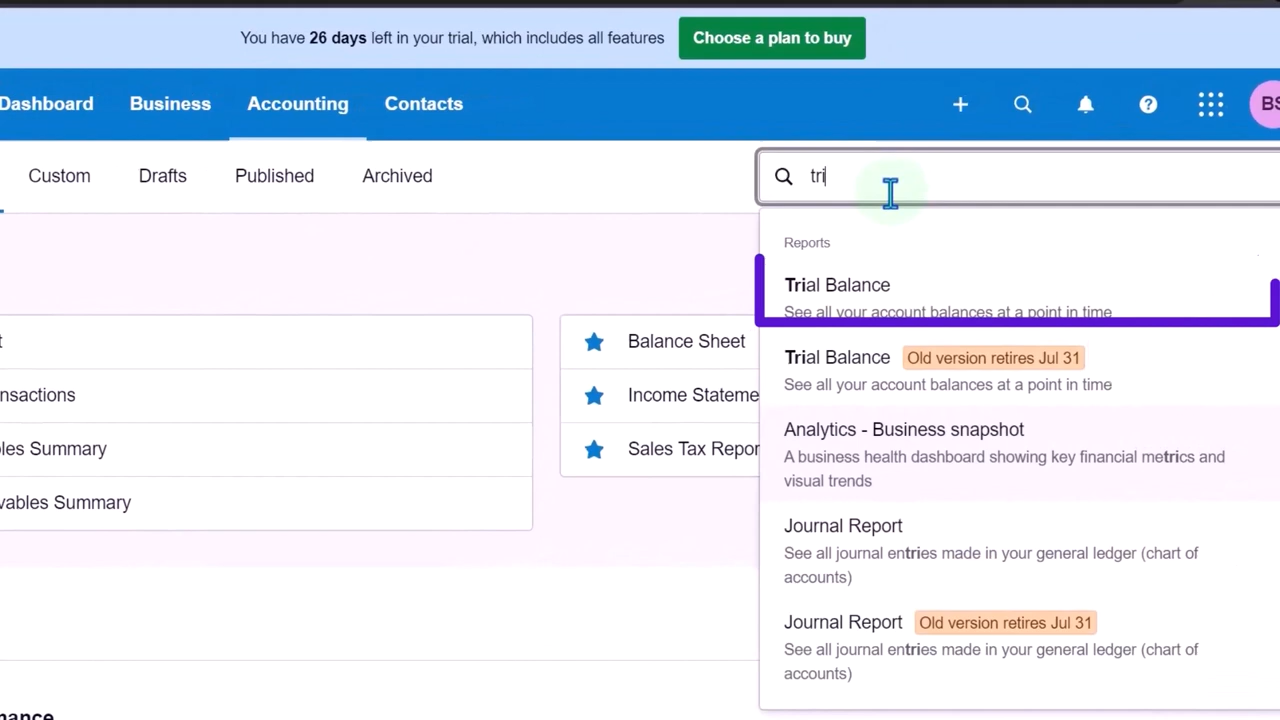 You have 26 days left in your trial, which includes all features
Choose a plan to buy
Dashboard Business Accounting Contacts
BS
Custom Drafts Published Archived
tri
Reports
Trial Balance
See all your account balances at a point in time
Trial Balance Old version retires Jul 31
See all your account balances at a point in time
Analytics - Business snapshot
A business health dashboard showing key financial metrics and
visual trends
Journal Report
See all journal entries made in your general ledger (chart of
accounts)
Journal Report Old version retires Jul 31
See all journal entries made in your general ledger (chart of
accounts)
t
nsactions
les Summary
vables Summary
Balance Sheet
Income Stateme
Sales Tax Repor
nance